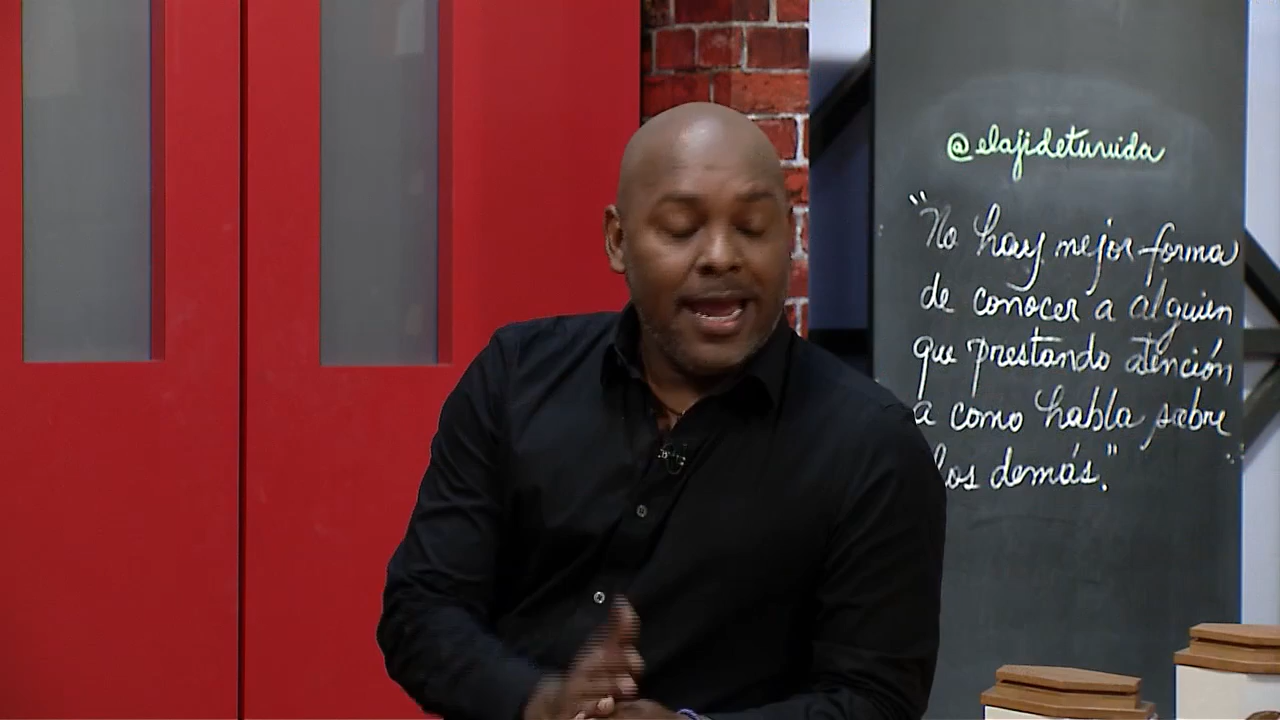 @elajidetuvida
"No hay mejor forma
de conocer a alguien
que prestando atención
a como habla sobre
los demás."